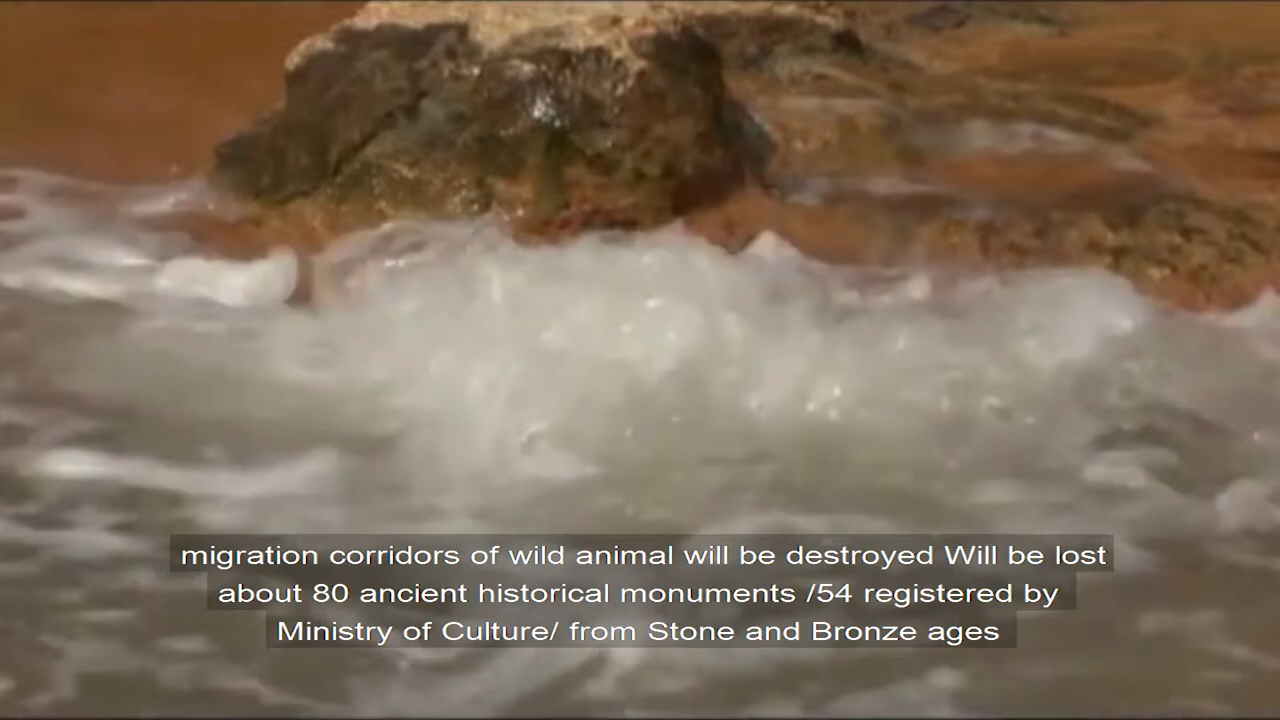 migration corridors of wild animal will be destroyed Will be lost
about 80 ancient historical monuments /54 registered by
Ministry of Culture/ from Stone and Bronze ages